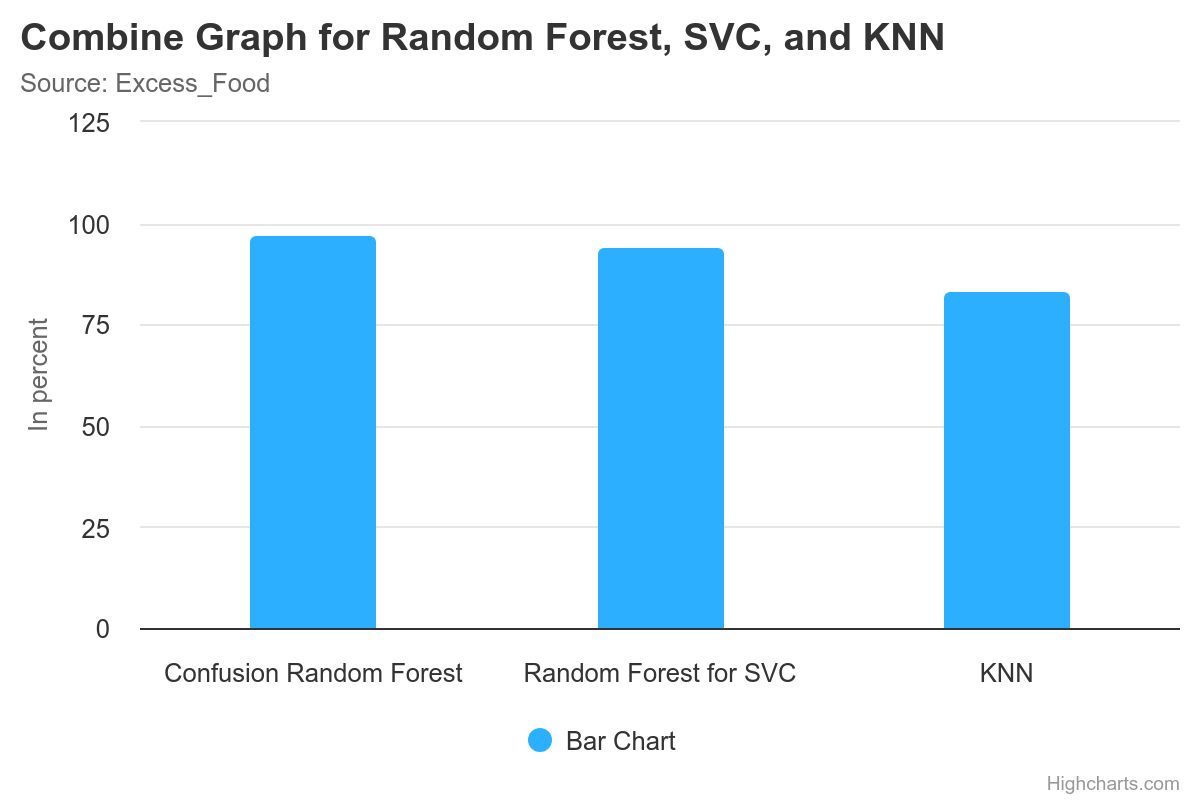 Combine Graph for Random Forest, SVC, and KNN
Source: Excess_Food
125
100
75
50
25
0
In percent
Confusion Random Forest
Random Forest for SVC
KNN
Bar Chart
Highcharts.com